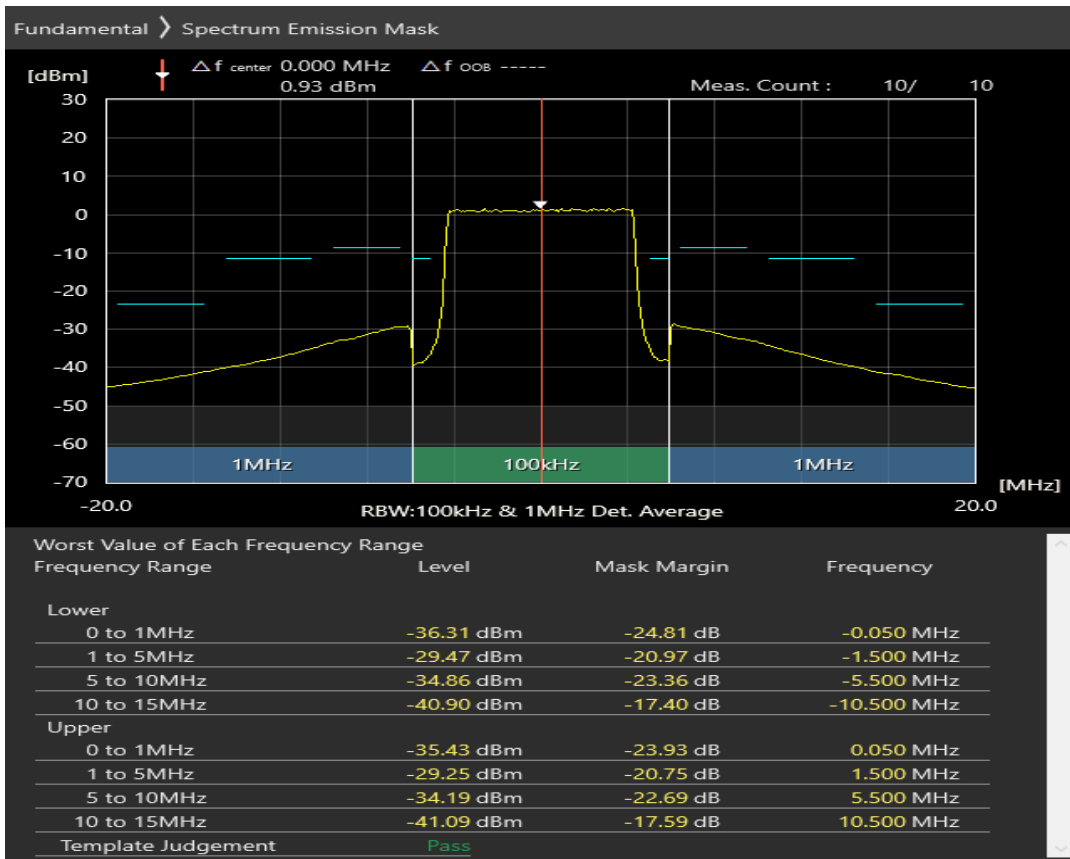 Fundamental ❯ Spectrum Emission Mask
[dBm] Δf center 0.000 MHz Δf OOB -----
0.93 dBm Meas. Count : 10/ 10
30
20
10
0
-10
-20
-30
-40
-50
-60
1MHz 100kHz 1MHz
-70
[MHz]
-20.0 RBW:100kHz & 1MHz Det. Average 20.0
Worst Value of Each Frequency Range
Frequency Range Level Mask Margin Frequency
Lower
0 to 1MHz -36.31 dBm -24.81 dB -0.050 MHz
1 to 5MHz -29.47 dBm -20.97 dB -1.500 MHz
5 to 10MHz -34.86 dBm -23.36 dB -5.500 MHz
10 to 15MHz -40.90 dBm -17.40 dB -10.500 MHz
Upper
0 to 1MHz -35.43 dBm -23.93 dB 0.050 MHz
1 to 5MHz -29.25 dBm -20.75 dB 1.500 MHz
5 to 10MHz -34.19 dBm -22.69 dB 5.500 MHz
10 to 15MHz -41.09 dBm -17.59 dB 10.500 MHz
Template Judgement Pass